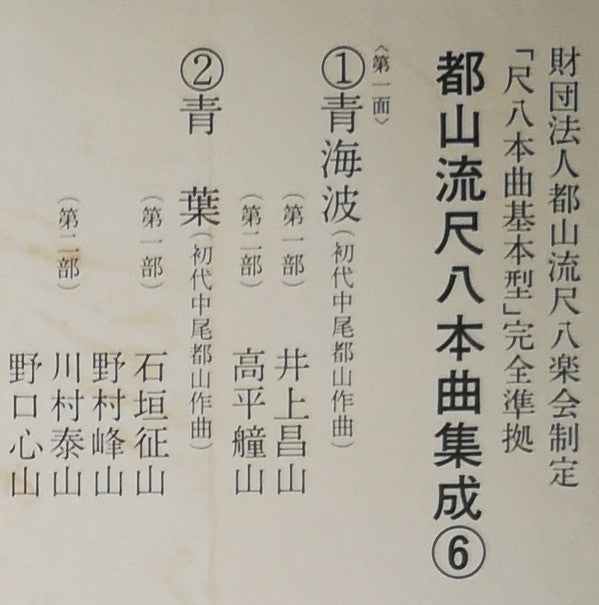 財団法人都山流尺八楽会制定
「尺八本曲基本型」完全準拠
都山流尺八本曲集成⑥
〈第一面〉
①青海波(初代中尾都山作曲)
(第一部) 井上昌山
(第二部) 高平艟山
②青 葉(初代中尾都山作曲)
(第一部) 石垣征山
野村峰山
(第二部) 川村泰山
野口心山